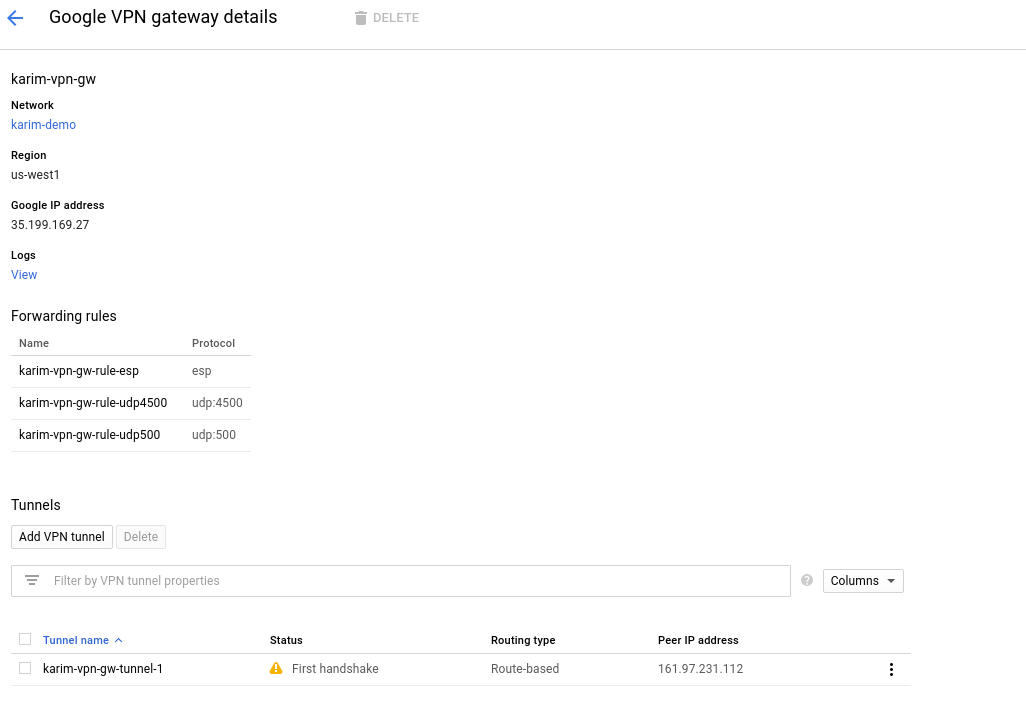 Google VPN gateway details DELETE
karim-vpn-gw
Network
karim-demo
Region
us-west1
Google IP address
35.199.169.27
Logs
View
Forwarding rules
Name Protocol
karim-vpn-gw-rule-esp esp
karim-vpn-gw-rule-udp4500 udp:4500
karim-vpn-gw-rule-udp500 udp:500
Tunnels
Add VPN tunnel Delete
Filter by VPN tunnel properties ? Columns
Tunnel name Status Routing type Peer IP address
karim-vpn-gw-tunnel-1 First handshake Route-based 161.97.231.112